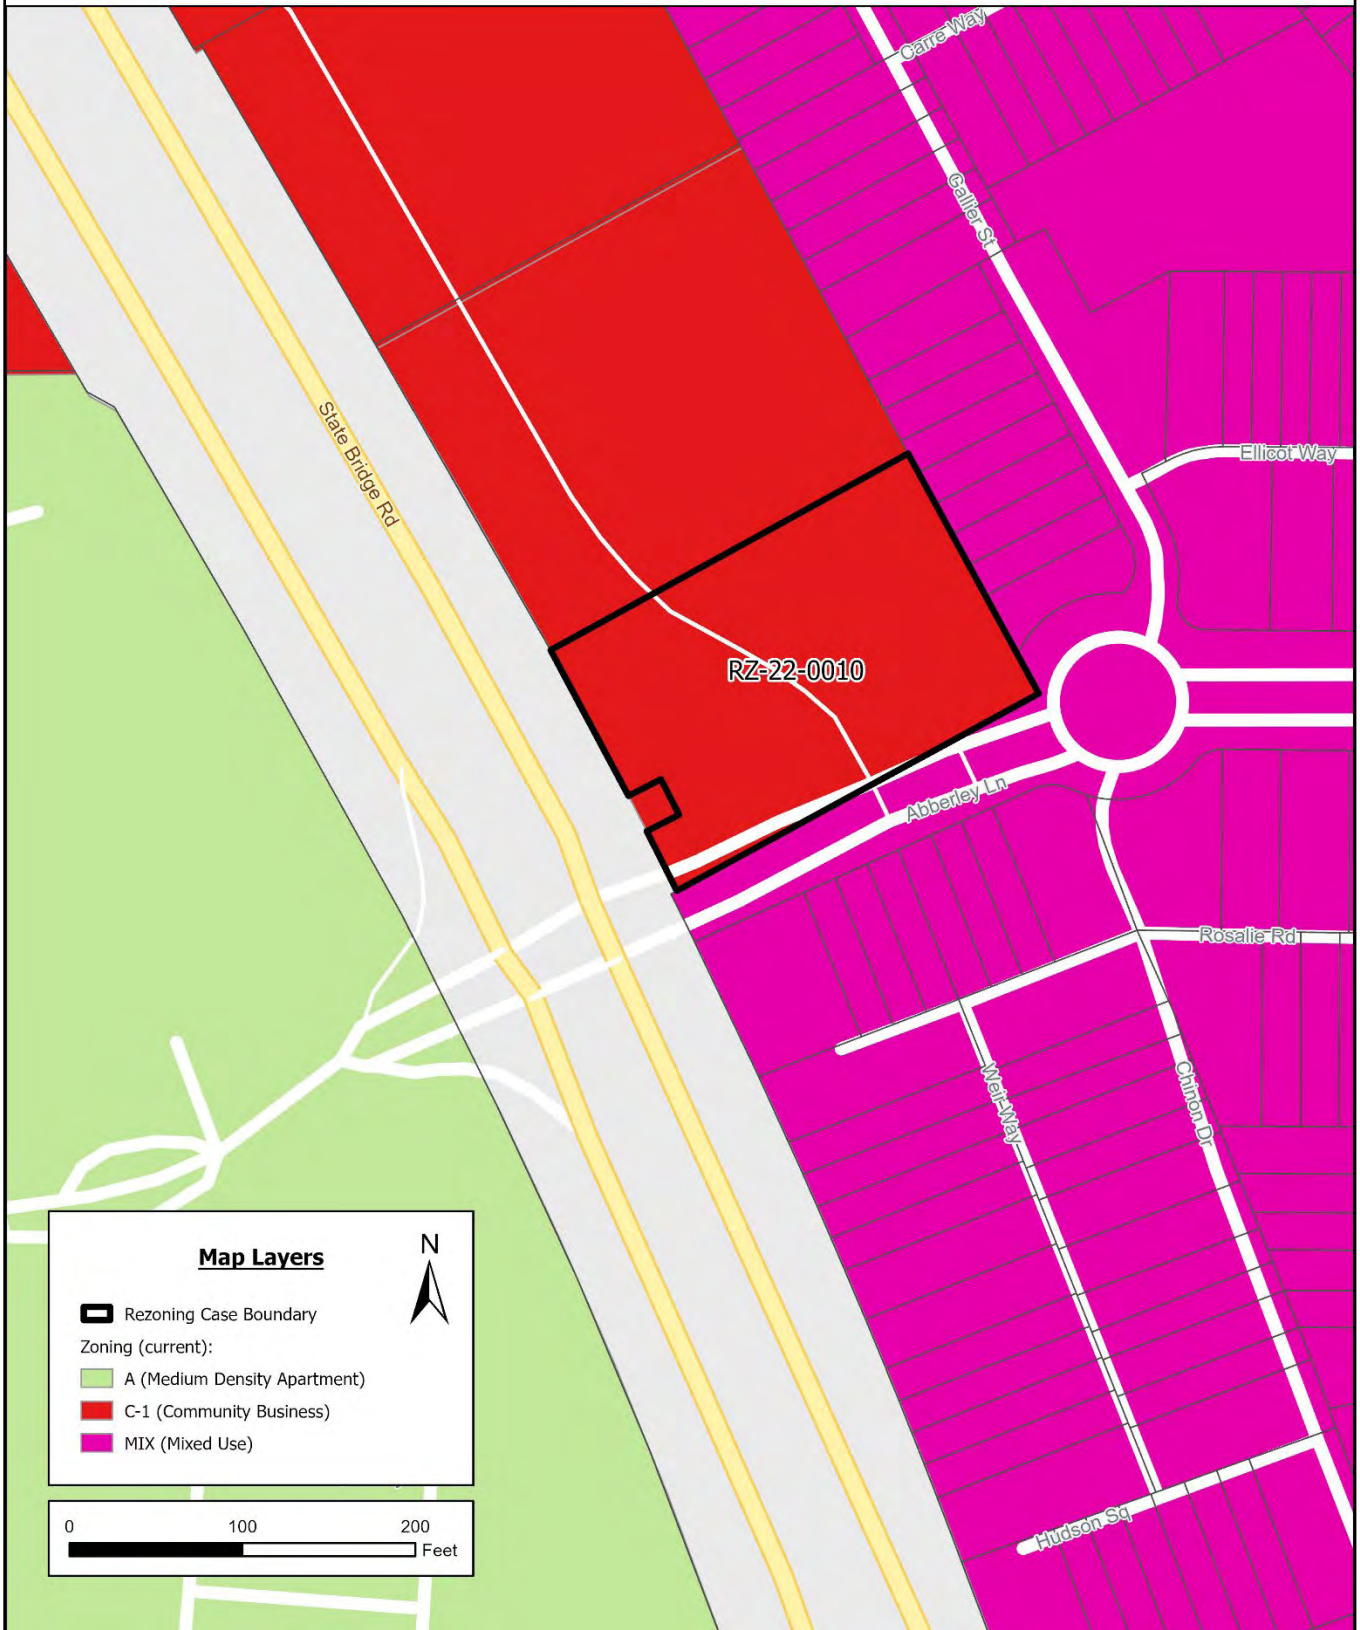 Carre Way
Gallier St
State Bridge Rd
Ellicot Way
RZ-22-0010
Abberley Ln
Rosalie Rd
Weir Way
Chinon Dr
Hudson Sq
Map Layers
N
Rezoning Case Boundary
Zoning (current):
A (Medium Density Apartment)
C-1 (Community Business)
MIX (Mixed Use)
0 100 200
Feet